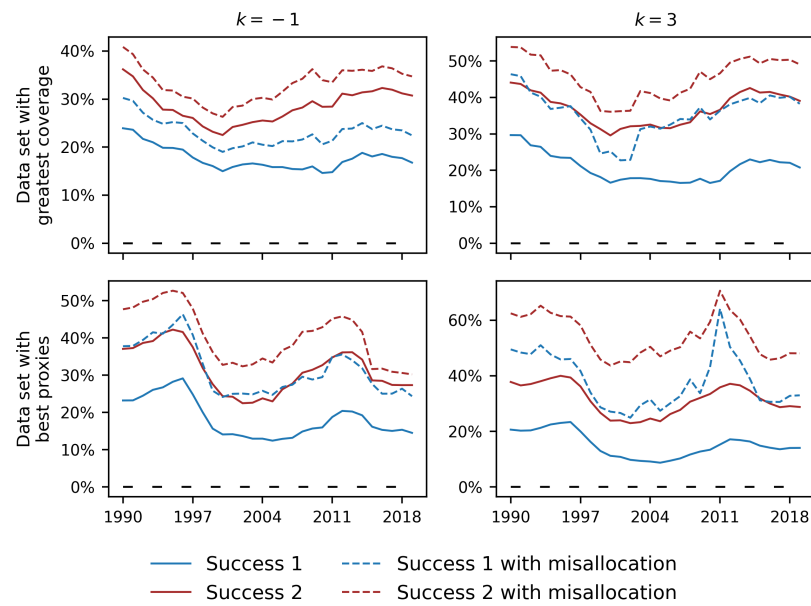 k = −1
k = 3
Data set with
greatest coverage
40%
30%
20%
10%
0%
50%
40%
30%
20%
10%
0%
Data set with
best proxies
50%
40%
30%
20%
10%
0%
60%
40%
20%
0%
1990 1997 2004 2011 2018
1990 1997 2004 2011 2018
Success 1
Success 1 with misallocation
Success 2
Success 2 with misallocation